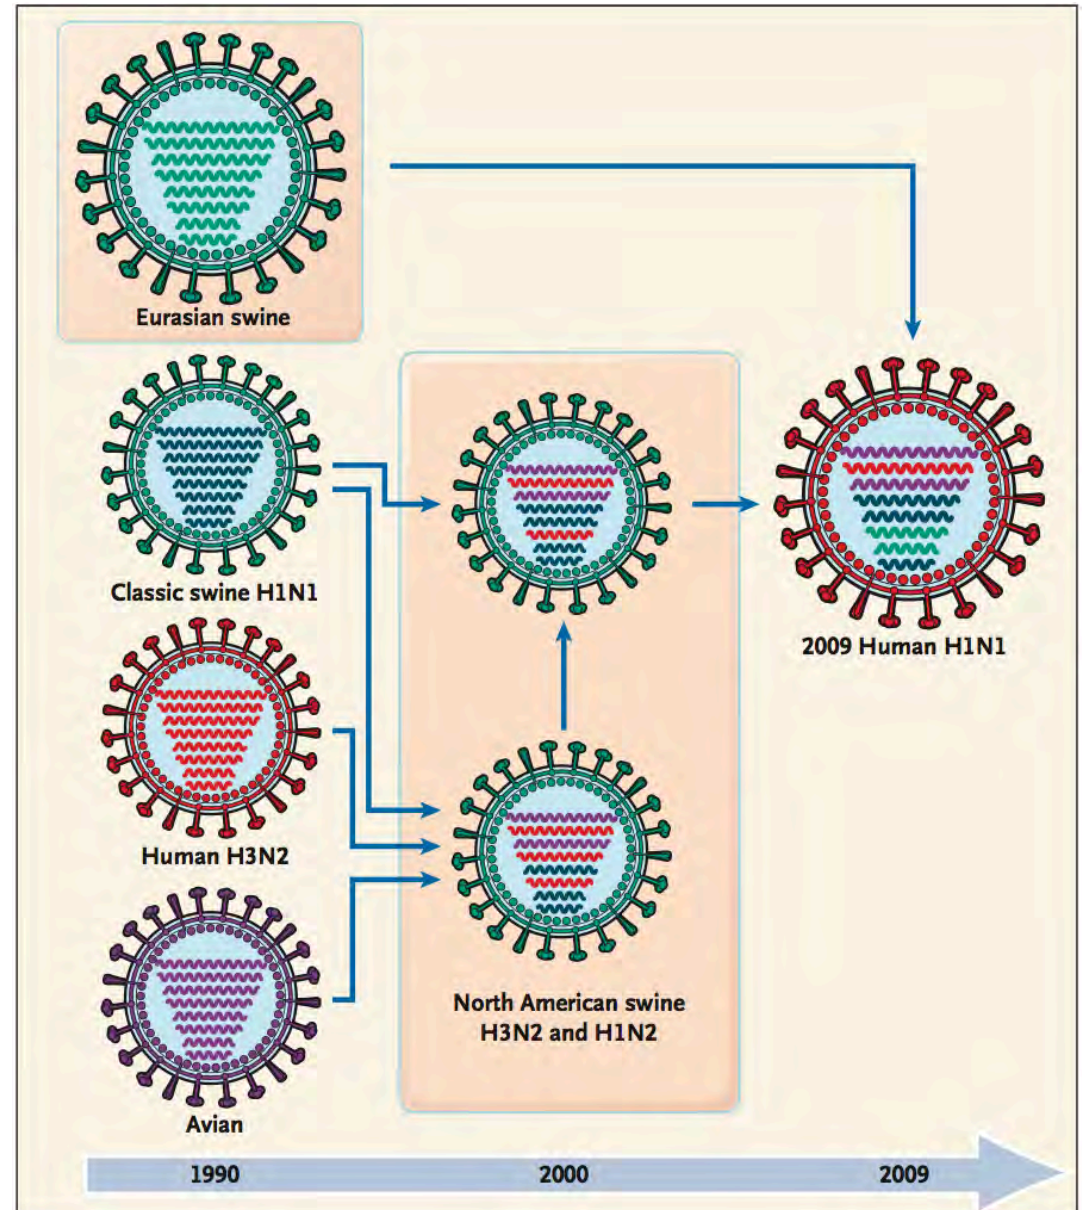 Eurasian swine
Classic swine H1N1
2009 Human H1N1
Human H3N2
North American swine
H3N2 and H1N2
Avian
1990
2000
2009